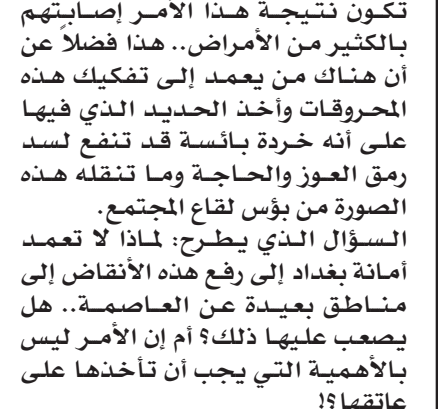 تكون نتيجة هذا الأمر إصابتهم
بالكثير من الأمراض.. هذا فضلاً عن
أن هناك من يعمد إلى تفكيك هذه
المحروقات وأخذ الحديد الذي فيها
على أنه خردة بائسة قد تنفع لسد
رمق العوز والحاجة وما تنقله هذه
الصورة من بؤس لقاع المجتمع.
السؤال الذي يطرح: لماذا لا تعمد
أمانة بغداد إلى رفع هذه الأنقاض إلى
مناطق بعيدة عن العاصمة.. هل
يصعب عليها ذلك؟ أم إن الأمر ليس
بالأهمية التي يجب أن تأخذها على
عاتقها؟!